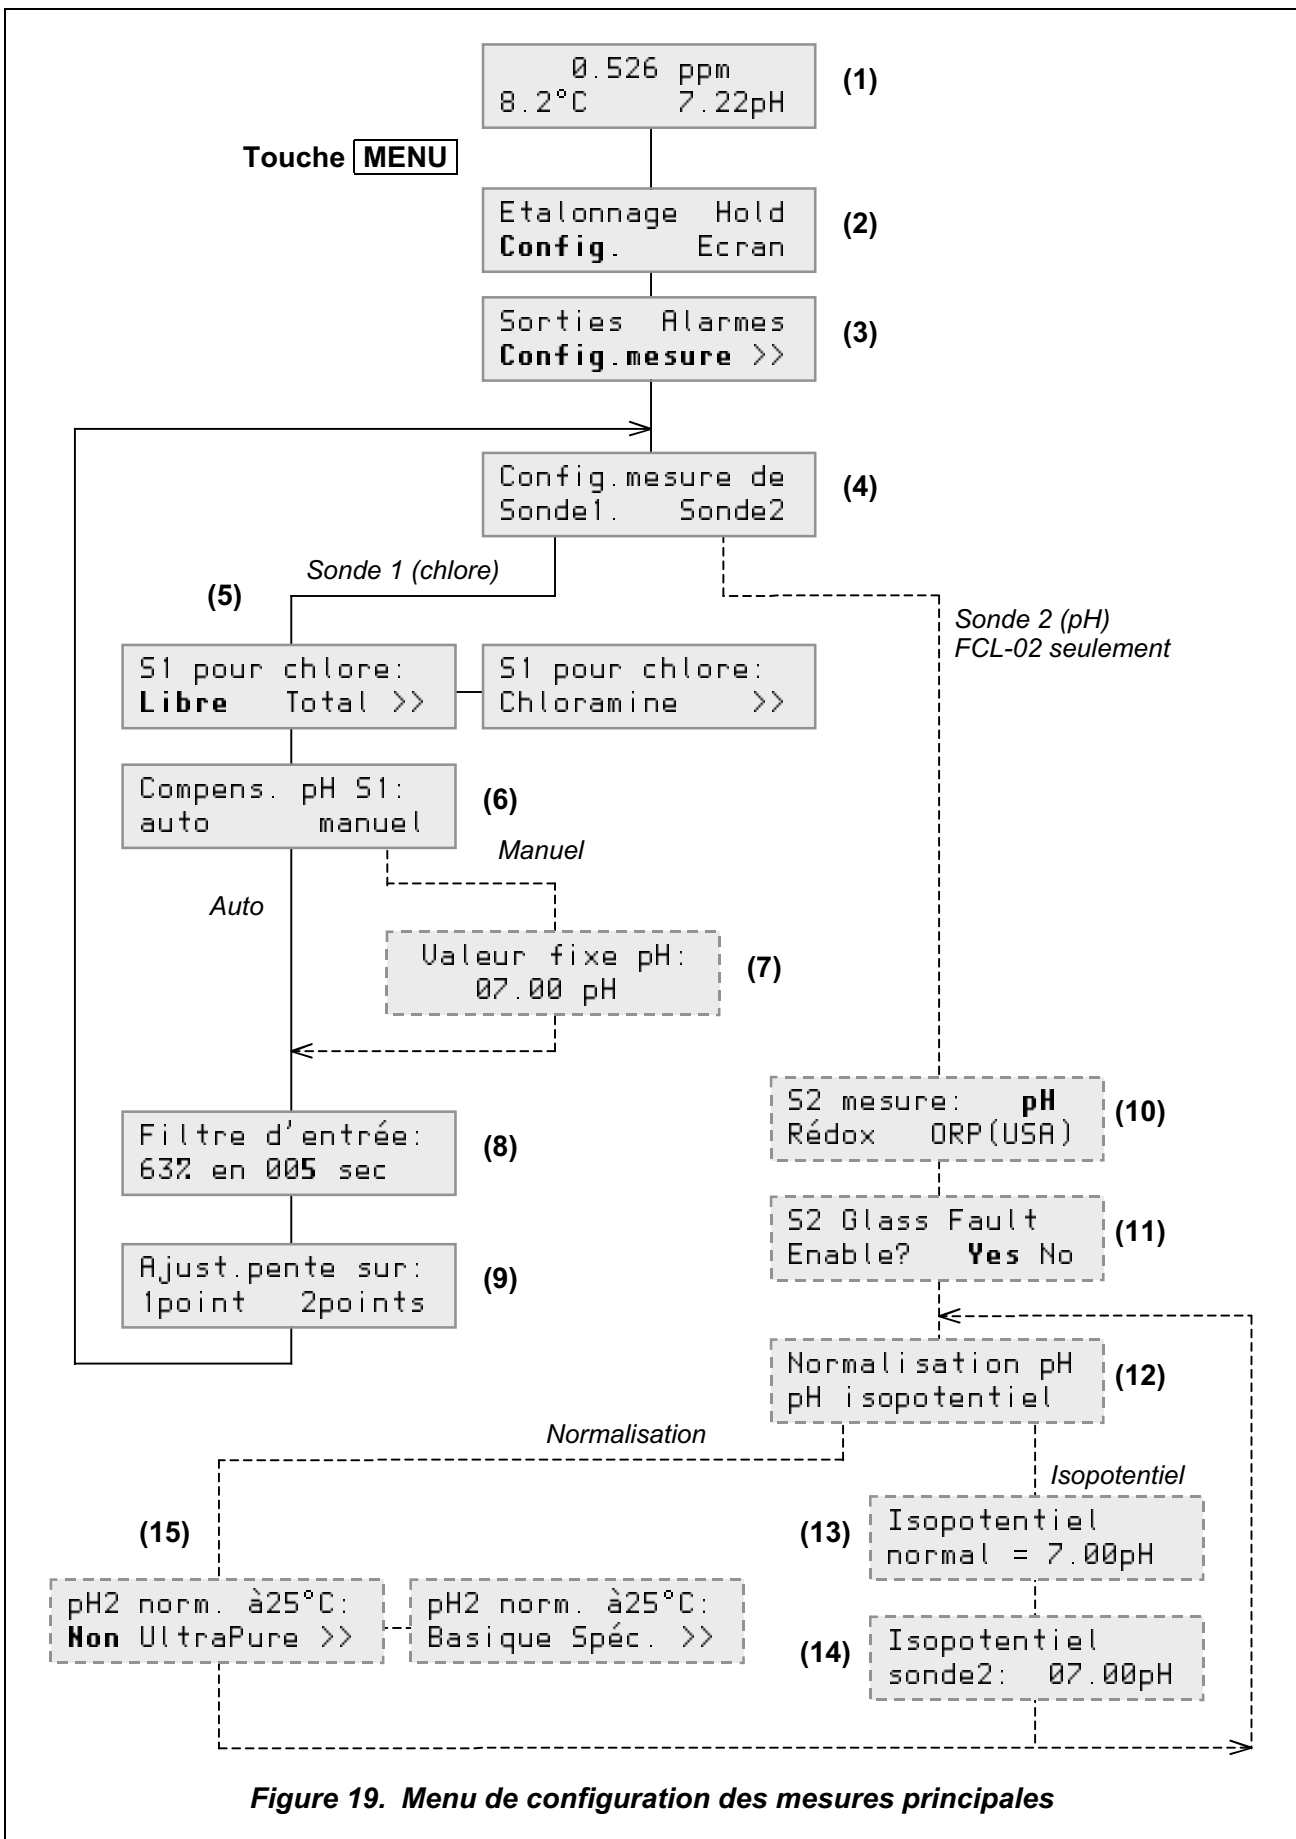 0.526 ppm
8.2°C 7.22pH
(1)
Touche MENU
Etalonnage Hold
Config. Ecran
(2)
Sorties Alarmes
Config.mesure >>
(3)
Config.mesure de
Sonde1. Sonde2
(4)
Sonde 1 (chlore)
(5)
Sonde 2 (pH)
FCL-02 seulement
S1 pour chlore:
Libre Total >>
S1 pour chlore:
Chloramine >>
Compens. pH S1:
auto manuel
(6)
Manuel
Auto
Valeur fixe pH:
07.00 pH
(7)
Filtre d'entrée:
63% en 005 sec
(8)
Ajust.pente sur:
1point 2points
(9)
S2 mesure: pH
Rédox ORP(USA)
(10)
S2 Glass Fault
Enable? Yes No
(11)
Normalisation pH
pH isopotentiel
(12)
Normalisation
Isopotentiel
(13)
Isopotentiel
normal = 7.00pH
(14)
Isopotentiel
sonde2: 07.00pH
(15)
pH2 norm. à25°C:
Non UltraPure >>
pH2 norm. à25°C:
Basique Spéc. >>
Figure 19. Menu de configuration des mesures principales